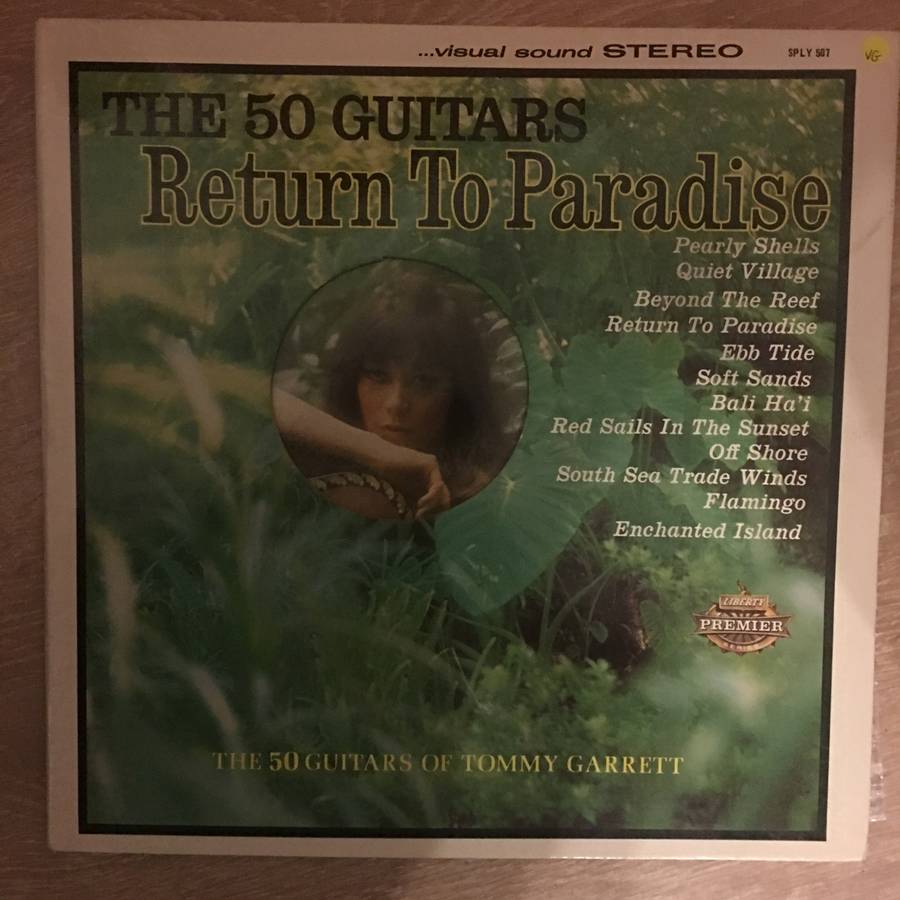 ...visual sound STEREO
SPLY 507
VG
THE 50 GUITARS
Return To Paradise
Pearly Shells
Quiet Village
Beyond The Reef
Return To Paradise
Ebb Tide
Soft Sands
Bali Ha'i
Red Sails In The Sunset
Off Shore
South Sea Trade Winds
Flamingo
Enchanted Island
LIBERTY
PREMIER
SERIES
THE 50 GUITARS OF TOMMY GARRETT